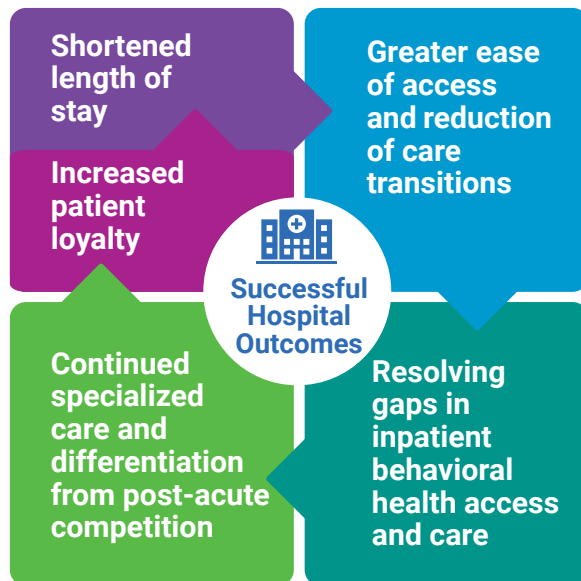 Shortened
length of
stay
Greater ease
of access
and reduction
of care
transitions
Increased
patient
loyalty
Successful
Hospital
Outcomes
Continued
specialized
care and
differentiation
from post-acute
competition
Resolving
gaps in
inpatient
behavioral
health access
and care